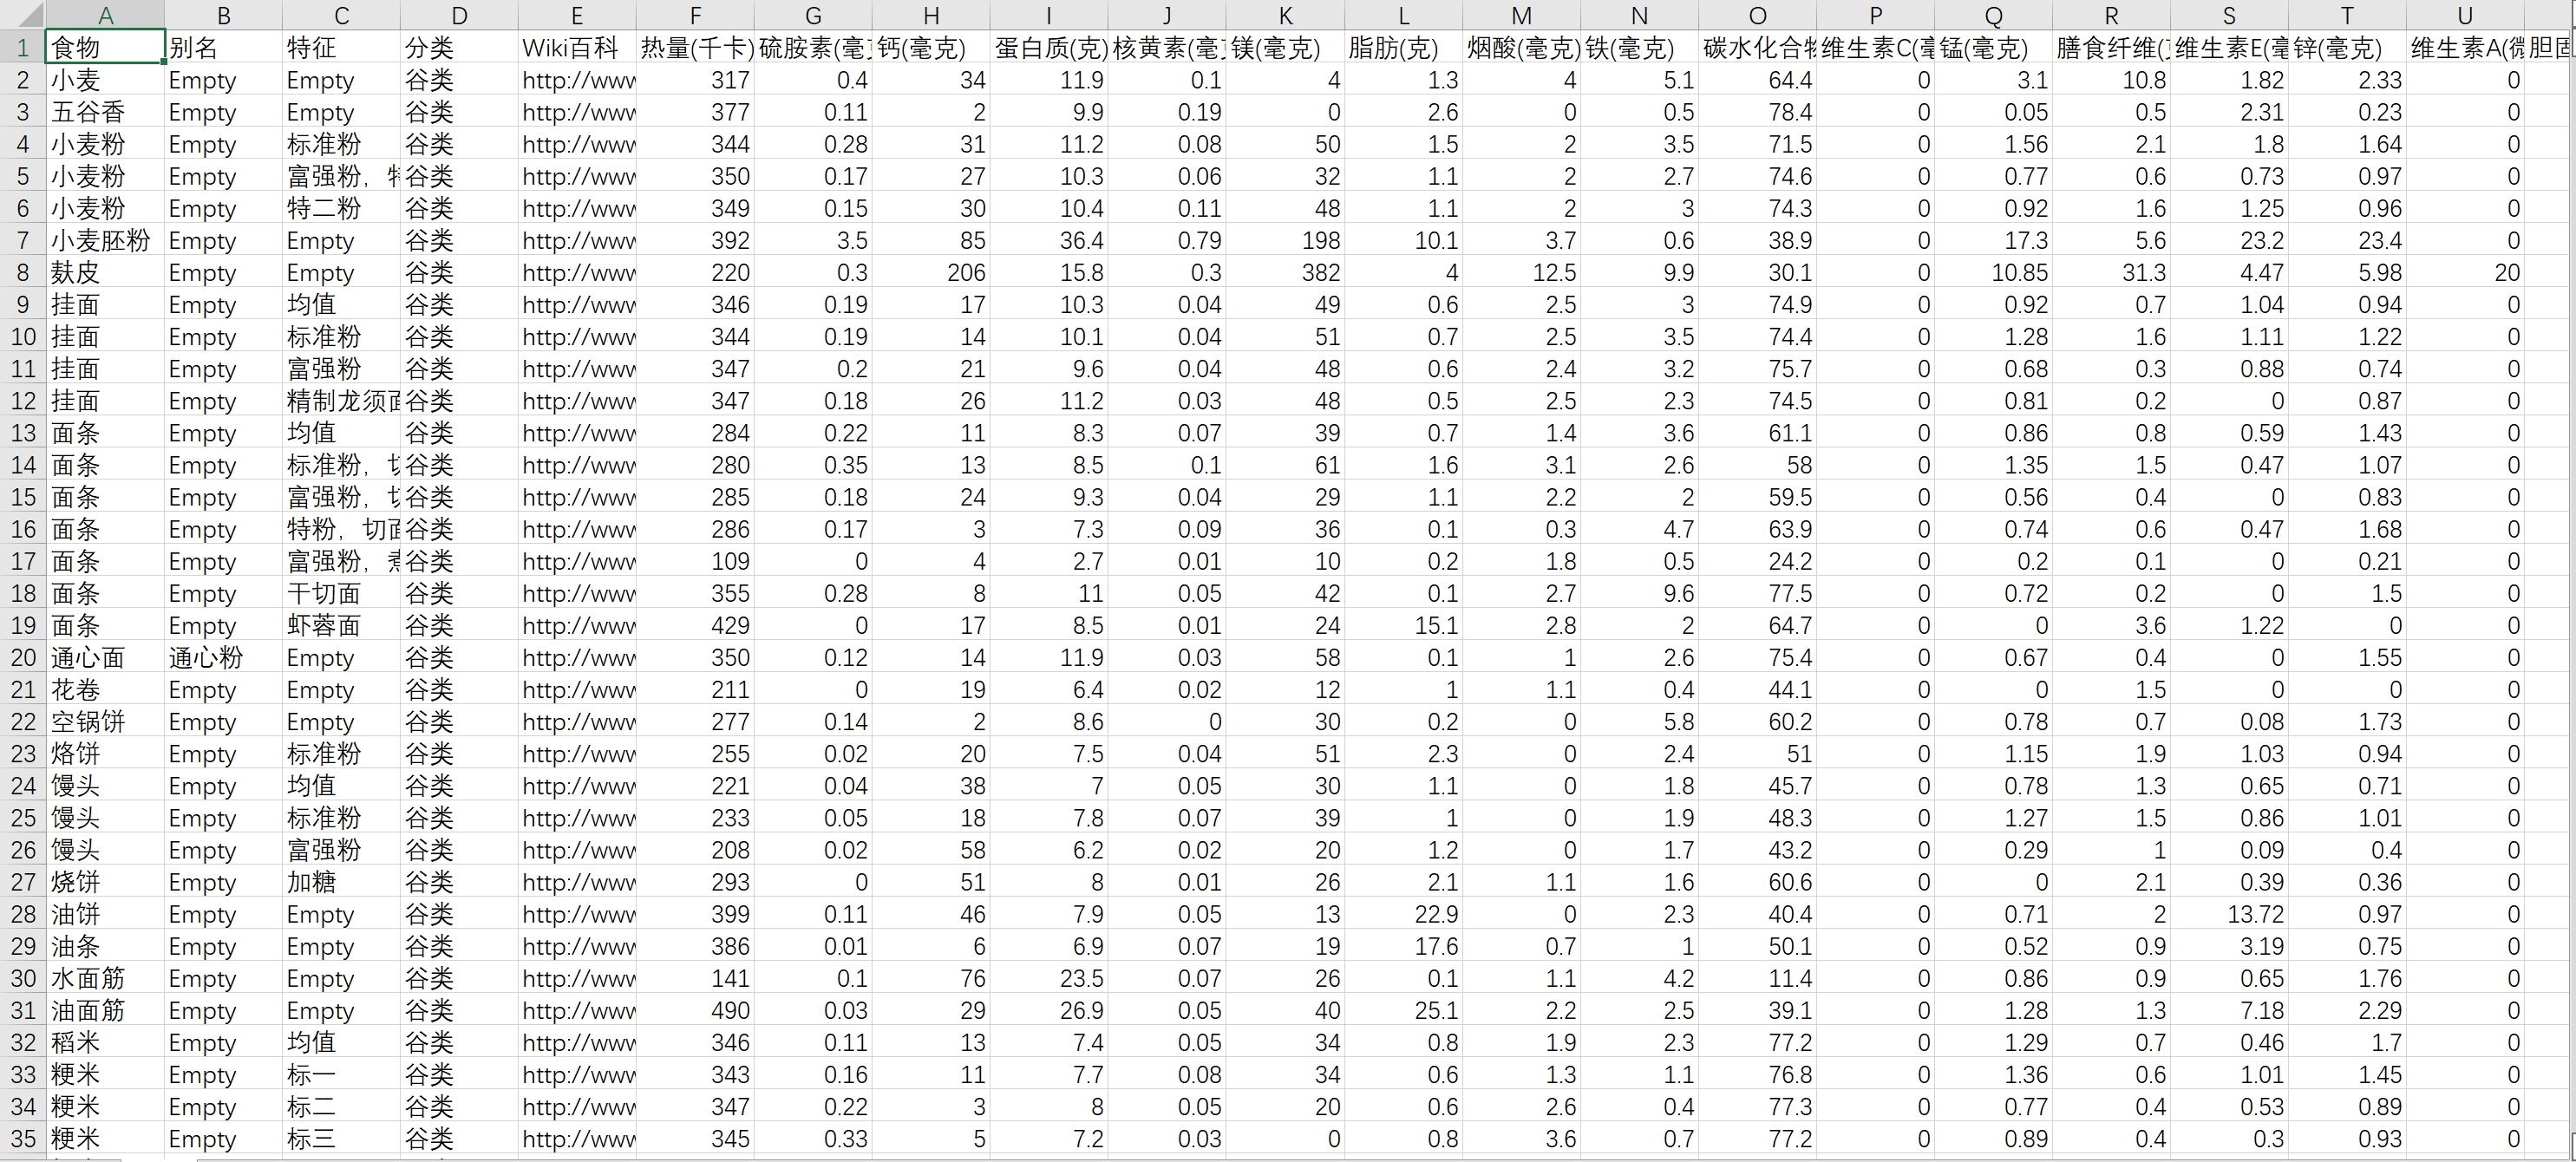 A B C D E F G H I J K L M N O P Q R S T U
1 食物 别名 特征 分类 Wiki百科 热量(千卡) 硫胺素(毫 钙(毫克) 蛋白质(克) 核黄素(毫 镁(毫克) 脂肪(克) 烟酸(毫克) 铁(毫克) 碳水化合物 维生素C(毫 锰(毫克) 膳食纤维( 维生素E(毫 锌(毫克) 维生素A(微 胆固
2 小麦 Empty Empty 谷类 http://www 317 0.4 34 11.9 0.1 4 1.3 4 5.1 64.4 0 3.1 10.8 1.82 2.33 0
3 五谷香 Empty Empty 谷类 http://www 377 0.11 2 9.9 0.19 0 2.6 0 0.5 78.4 0 0.05 0.5 2.31 0.23 0
4 小麦粉 Empty 标准粉 谷类 http://www 344 0.28 31 11.2 0.08 50 1.5 2 3.5 71.5 0 1.56 2.1 1.8 1.64 0
5 小麦粉 Empty 富强粉, 特 谷类 http://www 350 0.17 27 10.3 0.06 32 1.1 2 2.7 74.6 0 0.77 0.6 0.73 0.97 0
6 小麦粉 Empty 特二粉 谷类 http://www 349 0.15 30 10.4 0.11 48 1.1 2 3 74.3 0 0.92 1.6 1.25 0.96 0
7 小麦胚粉 Empty Empty 谷类 http://www 392 3.5 85 36.4 0.79 198 10.1 3.7 0.6 38.9 0 17.3 5.6 23.2 23.4 0
8 麸皮 Empty Empty 谷类 http://www 220 0.3 206 15.8 0.3 382 4 12.5 9.9 30.1 0 10.85 31.3 4.47 5.98 20
9 挂面 Empty 均值 谷类 http://www 346 0.19 17 10.3 0.04 49 0.6 2.5 3 74.9 0 0.92 0.7 1.04 0.94 0
10 挂面 Empty 标准粉 谷类 http://www 344 0.19 14 10.1 0.04 51 0.7 2.5 3.5 74.4 0 1.28 1.6 1.11 1.22 0
11 挂面 Empty 富强粉 谷类 http://www 347 0.2 21 9.6 0.04 48 0.6 2.4 3.2 75.7 0 0.68 0.3 0.88 0.74 0
12 挂面 Empty 精制龙须面 谷类 http://www 347 0.18 26 11.2 0.03 48 0.5 2.5 2.3 74.5 0 0.81 0.2 0 0.87 0
13 面条 Empty 均值 谷类 http://www 284 0.22 11 8.3 0.07 39 0.7 1.4 3.6 61.1 0 0.86 0.8 0.59 1.43 0
14 面条 Empty 标准粉, 切 谷类 http://www 280 0.35 13 8.5 0.1 61 1.6 3.1 2.6 58 0 1.35 1.5 0.47 1.07 0
15 面条 Empty 富强粉, 切 谷类 http://www 285 0.18 24 9.3 0.04 29 1.1 2.2 2 59.5 0 0.56 0.4 0 0.83 0
16 面条 Empty 特粉, 切面 谷类 http://www 286 0.17 3 7.3 0.09 36 0.1 0.3 4.7 63.9 0 0.74 0.6 0.47 1.68 0
17 面条 Empty 富强粉, 煮 谷类 http://www 109 0 4 2.7 0.01 10 0.2 1.8 0.5 24.2 0 0.2 0.1 0 0.21 0
18 面条 Empty 干切面 谷类 http://www 355 0.28 8 11 0.05 42 0.1 2.7 9.6 77.5 0 0.72 0.2 0 1.5 0
19 面条 Empty 虾蓉面 谷类 http://www 429 0 17 8.5 0.01 24 15.1 2.8 2 64.7 0 0 3.6 1.22 0 0
20 通心面 通心粉 Empty 谷类 http://www 350 0.12 14 11.9 0.03 58 0.1 1 2.6 75.4 0 0.67 0.4 0 1.55 0
21 花卷 Empty Empty 谷类 http://www 211 0 19 6.4 0.02 12 1 1.1 0.4 44.1 0 0 1.5 0 0 0
22 空锅饼 Empty Empty 谷类 http://www 277 0.14 2 8.6 0 30 0.2 0 5.8 60.2 0 0.78 0.7 0.08 1.73 0
23 烙饼 Empty 标准粉 谷类 http://www 255 0.02 20 7.5 0.04 51 2.3 0 2.4 51 0 1.15 1.9 1.03 0.94 0
24 馒头 Empty 均值 谷类 http://www 221 0.04 38 7 0.05 30 1.1 0 1.8 45.7 0 0.78 1.3 0.65 0.71 0
25 馒头 Empty 标准粉 谷类 http://www 233 0.05 18 7.8 0.07 39 1 0 1.9 48.3 0 1.27 1.5 0.86 1.01 0
26 馒头 Empty 富强粉 谷类 http://www 208 0.02 58 6.2 0.02 20 1.2 0 1.7 43.2 0 0.29 1 0.09 0.4 0
27 烧饼 Empty 加糖 谷类 http://www 293 0 51 8 0.01 26 2.1 1.1 1.6 60.6 0 0 2.1 0.39 0.36 0
28 油饼 Empty Empty 谷类 http://www 399 0.11 46 7.9 0.05 13 22.9 0 2.3 40.4 0 0.71 2 13.72 0.97 0
29 油条 Empty Empty 谷类 http://www 386 0.01 6 6.9 0.07 19 17.6 0.7 1 50.1 0 0.52 0.9 3.19 0.75 0
30 水面筋 Empty Empty 谷类 http://www 141 0.1 76 23.5 0.07 26 0.1 1.1 4.2 11.4 0 0.86 0.9 0.65 1.76 0
31 油面筋 Empty Empty 谷类 http://www 490 0.03 29 26.9 0.05 40 25.1 2.2 2.5 39.1 0 1.28 1.3 7.18 2.29 0
32 稻米 Empty 均值 谷类 http://www 346 0.11 13 7.4 0.05 34 0.8 1.9 2.3 77.2 0 1.29 0.7 0.46 1.7 0
33 粳米 Empty 标一 谷类 http://www 343 0.16 11 7.7 0.08 34 0.6 1.3 1.1 76.8 0 1.36 0.6 1.01 1.45 0
34 粳米 Empty 标二 谷类 http://www 347 0.22 3 8 0.05 20 0.6 2.6 0.4 77.3 0 0.77 0.4 0.53 0.89 0
35 粳米 Empty 标三 谷类 http://www 345 0.33 5 7.2 0.03 0 0.8 3.6 0.7 77.2 0 0.89 0.4 0.3 0.93 0